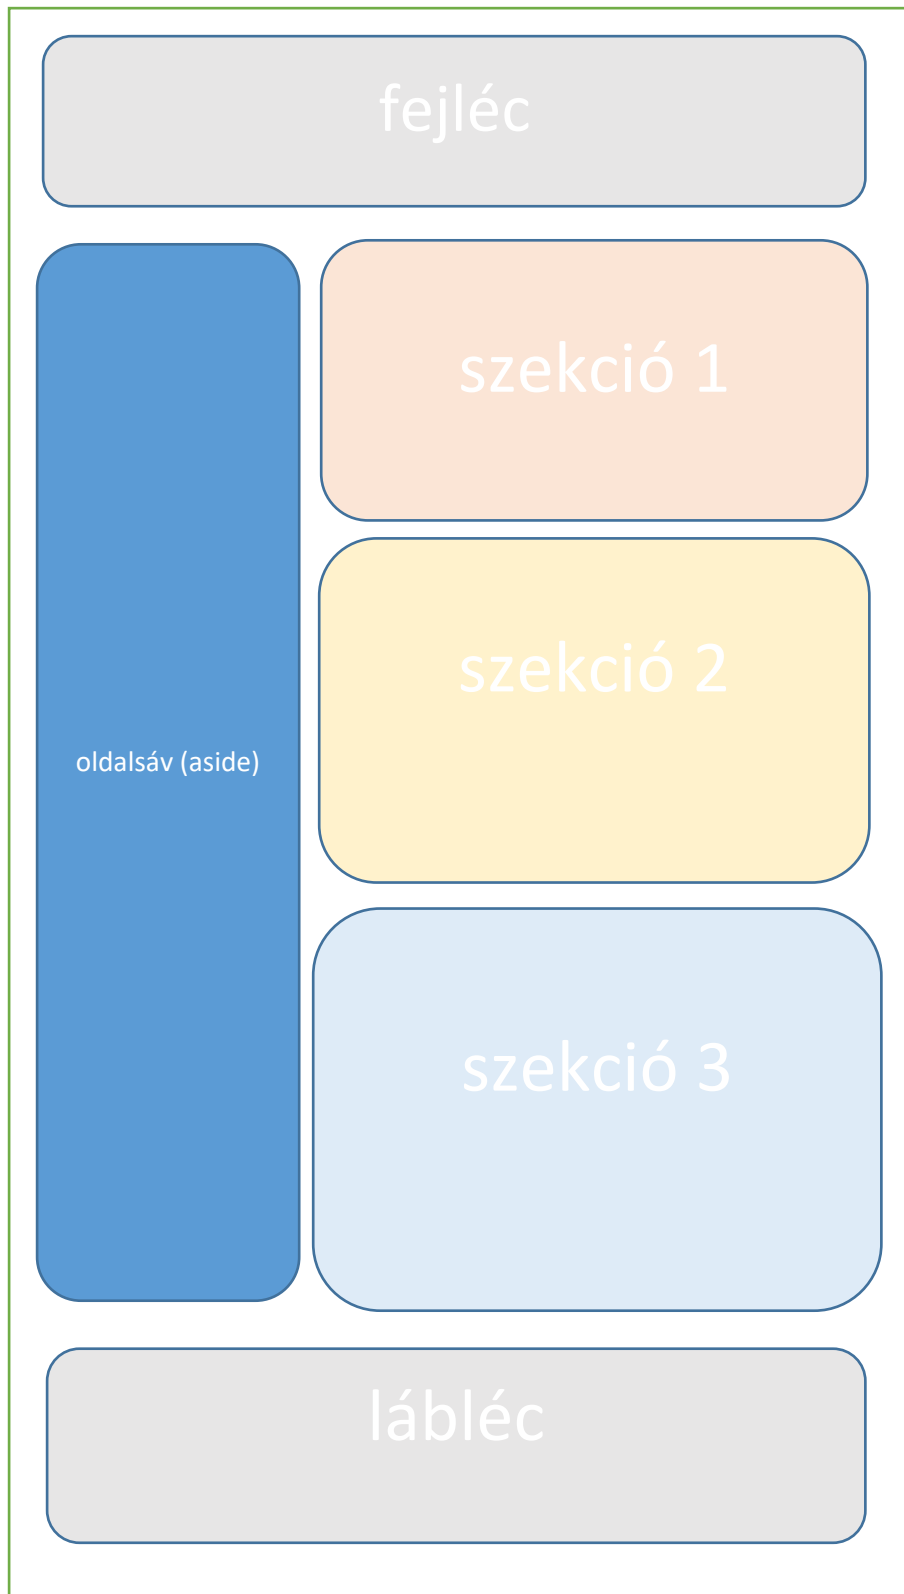 fejléc
szekció 1
szekció 2
oldalsáv (aside)
szekció 3
lábléc